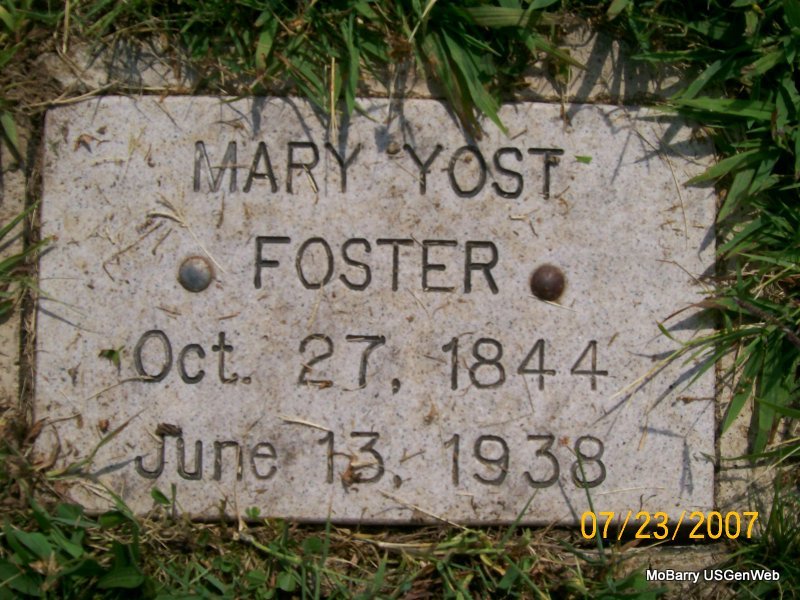 MARY YOST
FOSTER
Oct. 27, 1844
June 13, 1938
07/23/2007
MoBarry USGenWeb